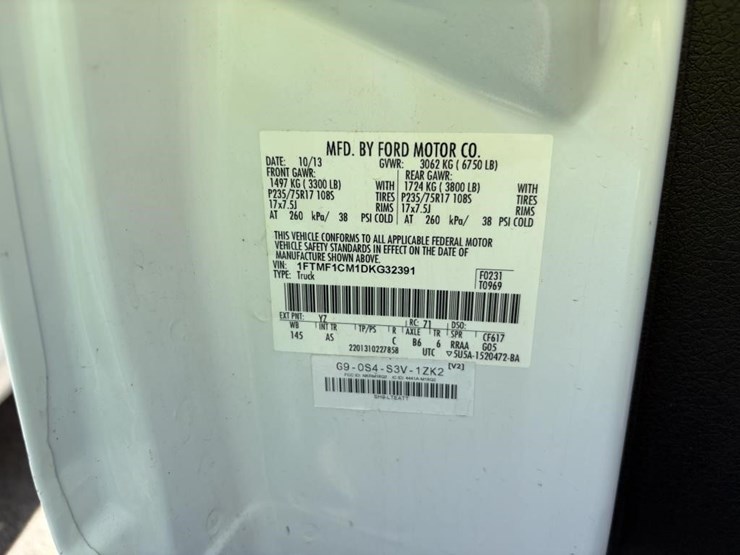 MFD. BY FORD MOTOR CO.
DATE: 10/13 GVWR: 3062 KG ( 6750 LB)
FRONT GAWR: REAR GAWR:
1497 KG ( 3300 LB) WITH 1724 KG ( 3800 LB) WITH
P235/75R17 108S TIRES P235/75R17 108S TIRES
17x7.5J RIMS 17x7.5J RIMS
AT 260 kPa/ 38 PSI COLD AT 260 kPa/ 38 PSI COLD
THIS VEHICLE CONFORMS TO ALL APPLICABLE FEDERAL MOTOR
VEHICLE SAFETY STANDARDS IN EFFECT ON THE DATE OF
MANUFACTURE SHOWN ABOVE.
VIN: 1FTMF1CM1DKG32391 F0231
TYPE: Truck T0969
EXT PNT: YZ RC: 71 DSO:
WB INT TR TP/PS R AXLE TR SPR CF617
145 AS C B6 6 RRAA G05
2201310227858 UTC SU5A-1520472-BA
G9-0S4-S3V-1ZK2 [V2]